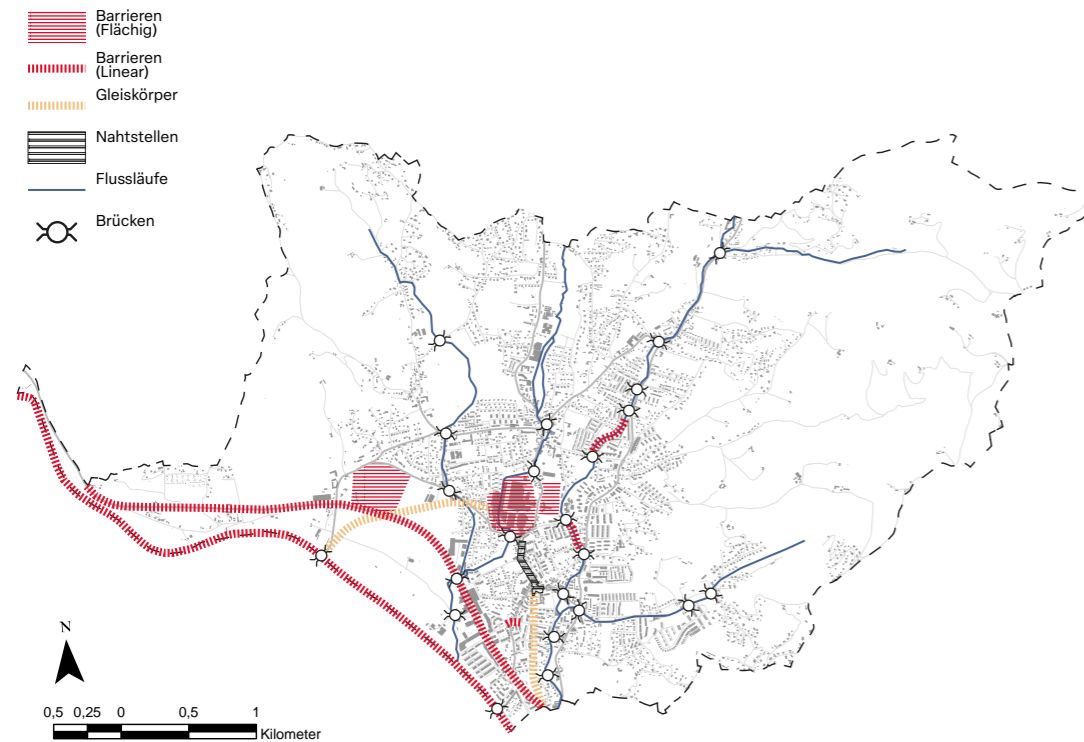 Barrieren
(Flächig)
Barrieren
(Linear)
Gleiskörper
Nahtstellen
Flussläufe
Brücken
N
0,5 0,25 0 0,5 1
Kilometer